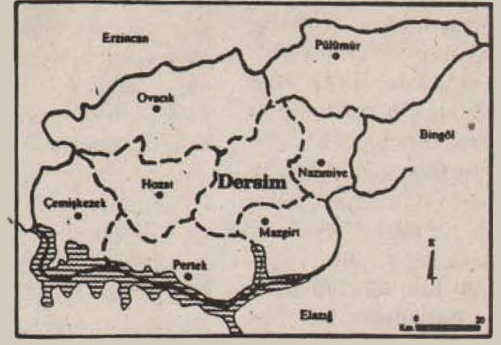 Erzincan
Pülümür
Ovacık
Bingöl
Nazımiye
Hozat
Dersim
Çemişkezek
Mazgirt
Pertek
Elazığ
0 20
Km